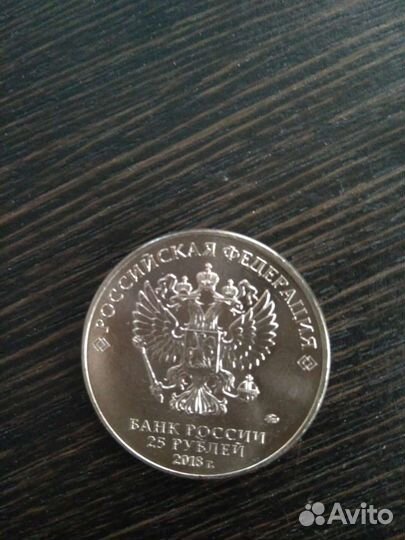 РОССИЙСКАЯ ФЕДЕРАЦИЯ
БАНК РОССИИ
25 РУБЛЕЙ
2018 г.
Avito